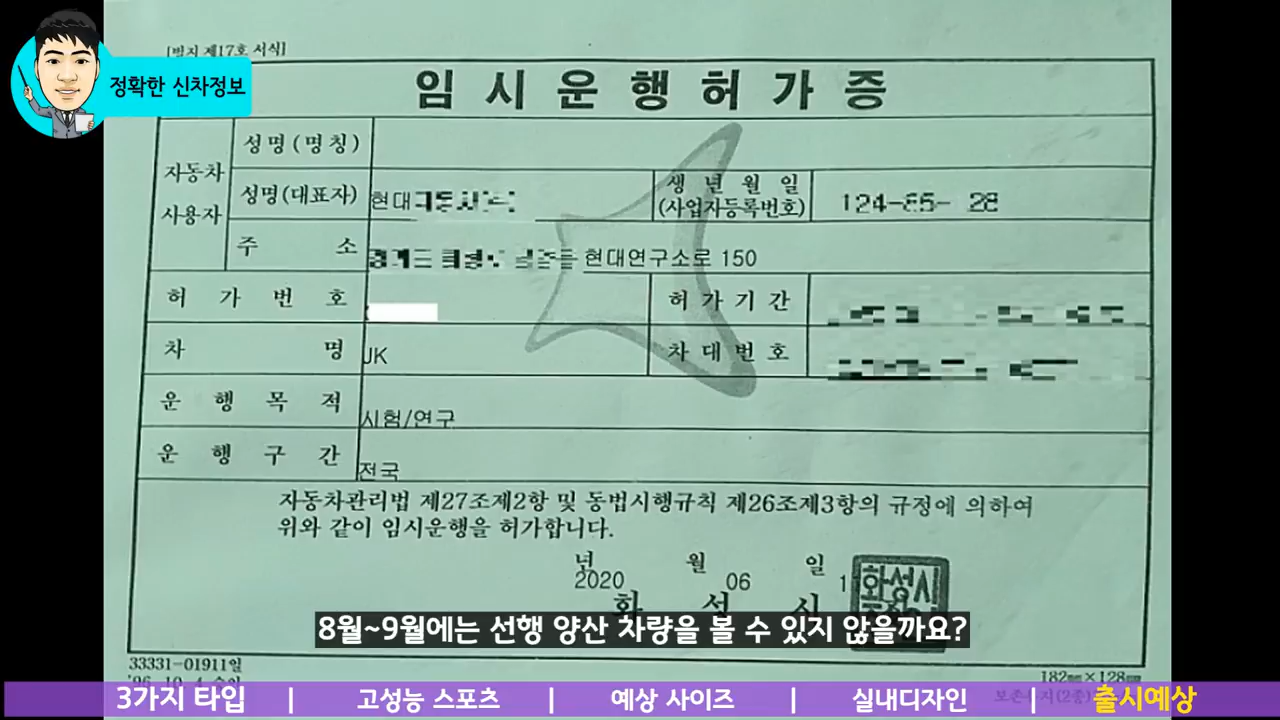 [별지 제17호 서식]
정확한 신차정보
임시운행허가증
자동차 사용자
성명(명칭)
성명(대표자) 현대
생년월일
(사업자등록번호)
주소 현대연구소로 150
허가번호
허가기간
차명 JK
차대번호
운행목적 시험/연구
운행구간 전국
자동차관리법 제27조제2항 및 동법시행규칙 제26조제3항의 규정에 의하여
위와 같이 임시운행을 허가합니다.
년 월 일
2020 06
화성시
화성시
8월~9월에는 선행 양산 차량을 볼 수 있지 않을까요?
33331-01911일
182㎜×128㎜
3가지 타입 | 고성능 스포츠 | 예상 사이즈 | 실내디자인 | 출시예상